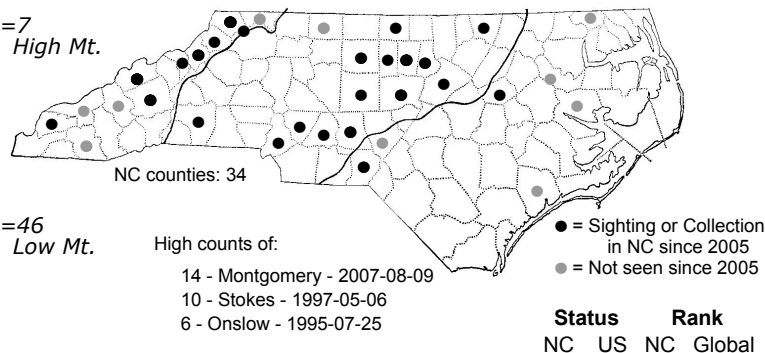 =7
High Mt.
NC counties: 34
=46
Low Mt.
High counts of:
14 - Montgomery - 2007-08-09
10 - Stokes - 1997-05-06
6 - Onslow - 1995-07-25
= Sighting or Collection
in NC since 2005
= Not seen since 2005
Status Rank
NC US NC Global